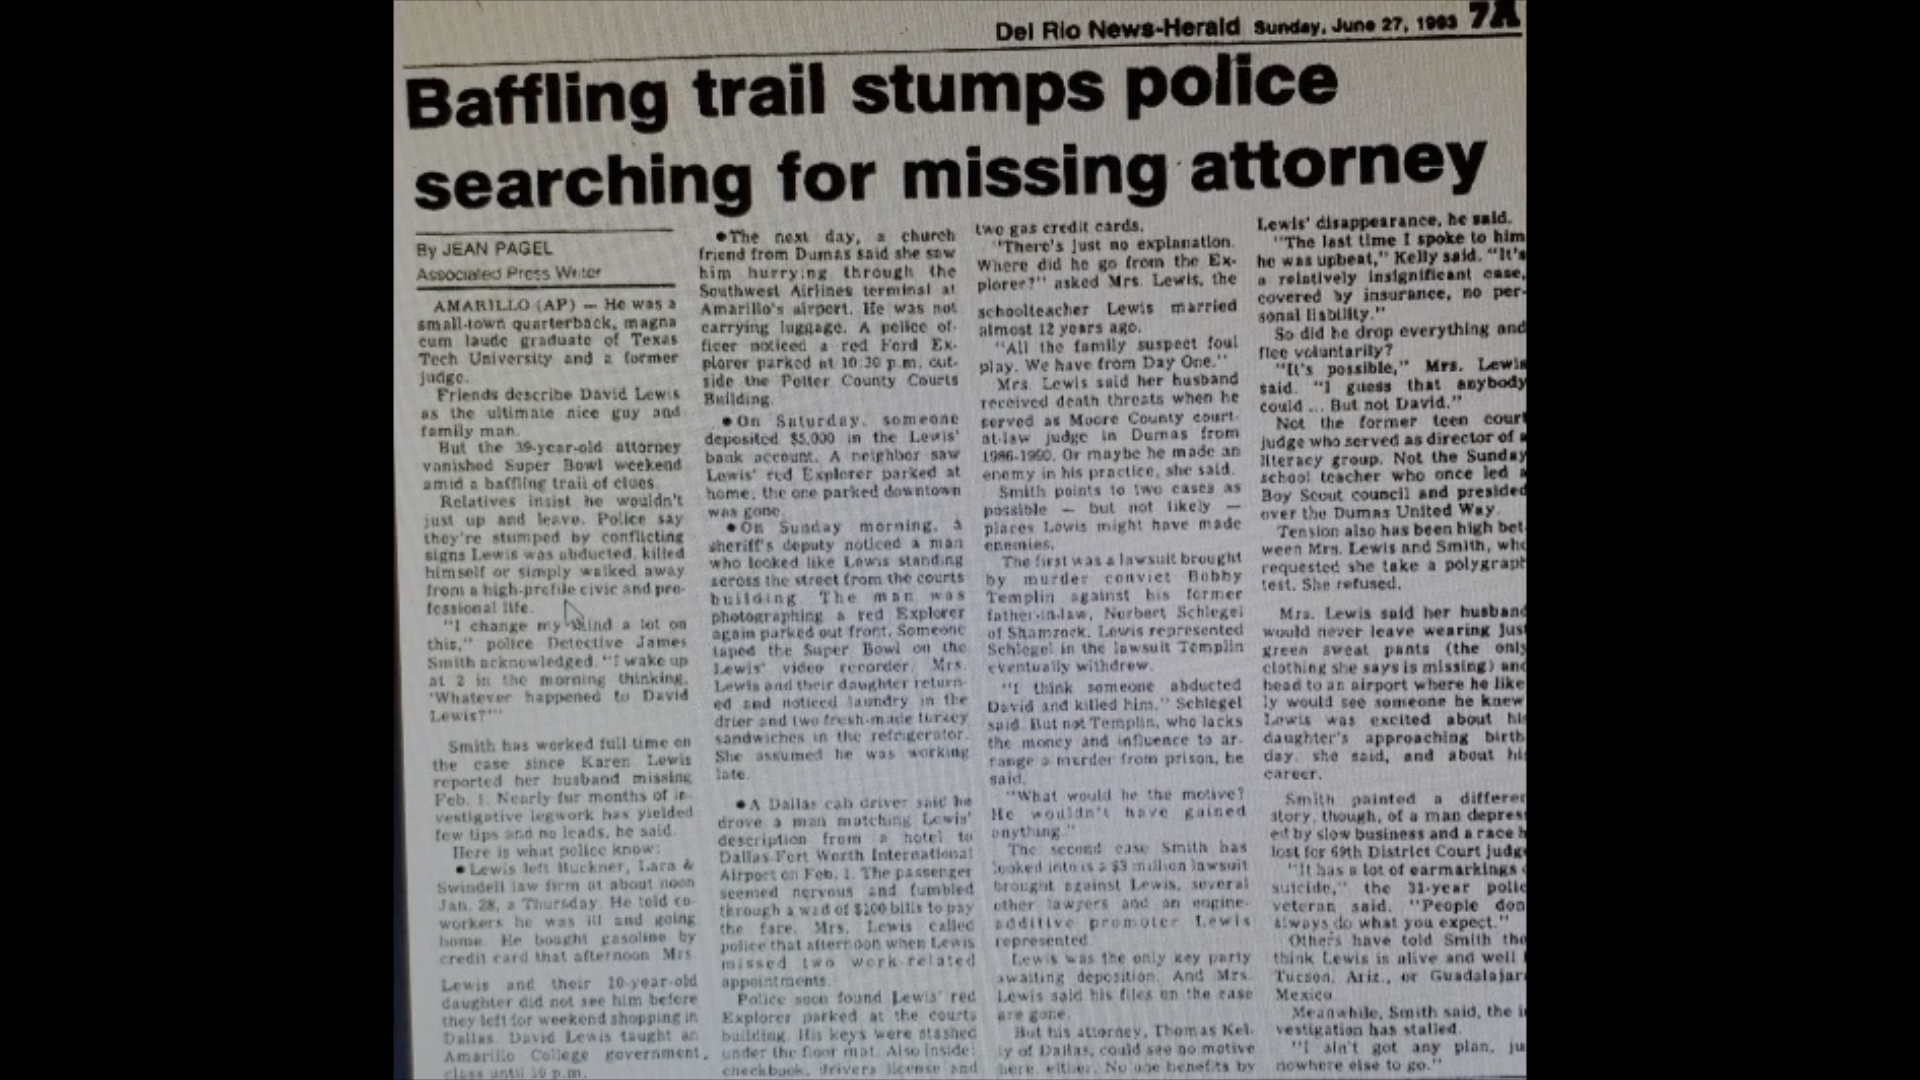 Del Rio News-Herald Sunday, June 27, 1993 7A
Baffling trail stumps police
searching for missing attorney
By JEAN PAGEL
Associated Press Writer
AMARILLO (AP) — He was a
small-town quarterback, magna
cum laude graduate of Texas
Tech University and a former
judge.
Friends describe David Lewis
as the ultimate nice guy and
family man.
But the 39-year-old attorney
vanished Super Bowl weekend
amid a baffling trail of clues.
Relatives insist he wouldn't
just up and leave. Police say
they're stumped by conflicting
signs Lewis was abducted, killed
himself or simply walked away
from a high-profile civic and pro-
fessional life.
"I change my mind a lot on
this," police Detective James
Smith acknowledged. "I wake up
at 2 in the morning thinking,
'Whatever happened to David
Lewis?'"
Smith has worked full time on
the case since Karen Lewis
reported her husband missing
Feb. 1. Nearly fur months of in-
vestigative legwork has yielded
few tips and no leads, he said.
Here is what police know:
●Lewis left Buckner, Lara &
Swindell law firm at about noon
Jan. 28, a Thursday. He told co-
workers he was ill and going
home. He bought gasoline by
credit card that afternoon Mrs.
Lewis and their 10-year-old
daughter did not see him before
they left for weekend shopping in
Dallas. David Lewis taught an
Amarillo College government
class until 10 p.m.
●The next day, a church
friend from Dumas said she saw
him hurrying through the
Southwest Airlines terminal at
Amarillo's airport. He was not
carrying luggage. A police of-
ficer noticed a red Ford Ex-
plorer parked at 10:30 p.m. out-
side the Potter County Courts
Building.
●On Saturday, someone
deposited $5,000 in the Lewis'
bank account. A neighbor saw
Lewis' red Explorer parked at
home, the one parked downtown
was gone.
●On Sunday morning, a
sheriff's deputy noticed a man
who looked like Lewis standing
across the street from the courts
building. The man was
photographing a red Explorer
again parked out front. Someone
taped the Super Bowl on the
Lewis' video recorder. Mrs.
Lewis and their daughter return-
ed and noticed laundry in the
drier and two fresh-made turkey
sandwiches in the refrigerator.
She assumed he was working
late.
●A Dallas cab driver said he
drove a man matching Lewis'
description from a hotel to
Dallas-Fort Worth International
Airport on Feb. 1. The passenger
seemed nervous and fumbled
through a wad of $100 bills to pay
the fare. Mrs. Lewis called
police that afternoon when Lewis
missed two work-related
appointments.
Police soon found Lewis' red
Explorer parked at the courts
building. His keys were stashed
under the floor mat. Also inside:
checkbook, drivers license and
two gas credit cards.
"There's just no explanation.
Where did he go from the Ex-
plorer?" asked Mrs. Lewis, the
schoolteacher Lewis married
almost 12 years ago.
"All the family suspect foul
play. We have from Day One."
Mrs. Lewis said her husband
received death threats when he
served as Moore County court-
at-law judge in Dumas from
1986-1990. Or maybe he made an
enemy in his practice, she said.
Smith points to two cases as
possible — but not likely —
places Lewis might have made
enemies.
The first was a lawsuit brought
by murder convict Bobby
Templin against his former
father-in-law, Norbert Schlegel
of Shamrock. Lewis represented
Schlegel in the lawsuit Templin
eventually withdrew.
"I think someone abducted
David and killed him," Schlegel
said. But not Templin, who lacks
the money and influence to ar-
range a murder from prison, he
said.
"What would be the motive?
He wouldn't have gained
anything."
The second case Smith has
looked into is a $3 million lawsuit
brought against Lewis, several
other lawyers and an engine-
additive promoter Lewis
represented.
Lewis was the only key party
awaiting deposition. And Mrs.
Lewis said his files on the case
are gone.
But his attorney, Thomas Kel-
ly of Dallas, could see no motive
here, either. No one benefits by
Lewis' disappearance, he said.
"The last time I spoke to him
he was upbeat," Kelly said. "It's
a relatively insignificant case,
covered by insurance, no per-
sonal liability."
So did he drop everything and
flee voluntarily?
"It's possible," Mrs. Lewis
said. "I guess that anybody
could ... But not David."
Not the former teen court
judge who served as director of a
literacy group. Not the Sunday
school teacher who once led a
Boy Scout council and presided
over the Dumas United Way.
Tension also has been high bet-
ween Mrs. Lewis and Smith, who
requested she take a polygraph
test. She refused.
Mrs. Lewis said her husband
would never leave wearing just
green sweat pants (the only
clothing she says is missing) and
head to an airport where he like
ly would see someone he knew
Lewis was excited about his
daughter's approaching birth
day, she said, and about his
career.
Smith painted a differen
story, though, of a man depres
ed by slow business and a race h
lost for 69th District Court judge
"It has a lot of earmarkings
suicide," the 31-year polic
veteran said. "People don
always do what you expect."
Others have told Smith the
think Lewis is alive and well
Tucson, Ariz., or Guadalajar
Mexico
Meanwhile, Smith said, the i
vestigation has stalled.
"I ain't got any plan, ju
nowhere else to go."